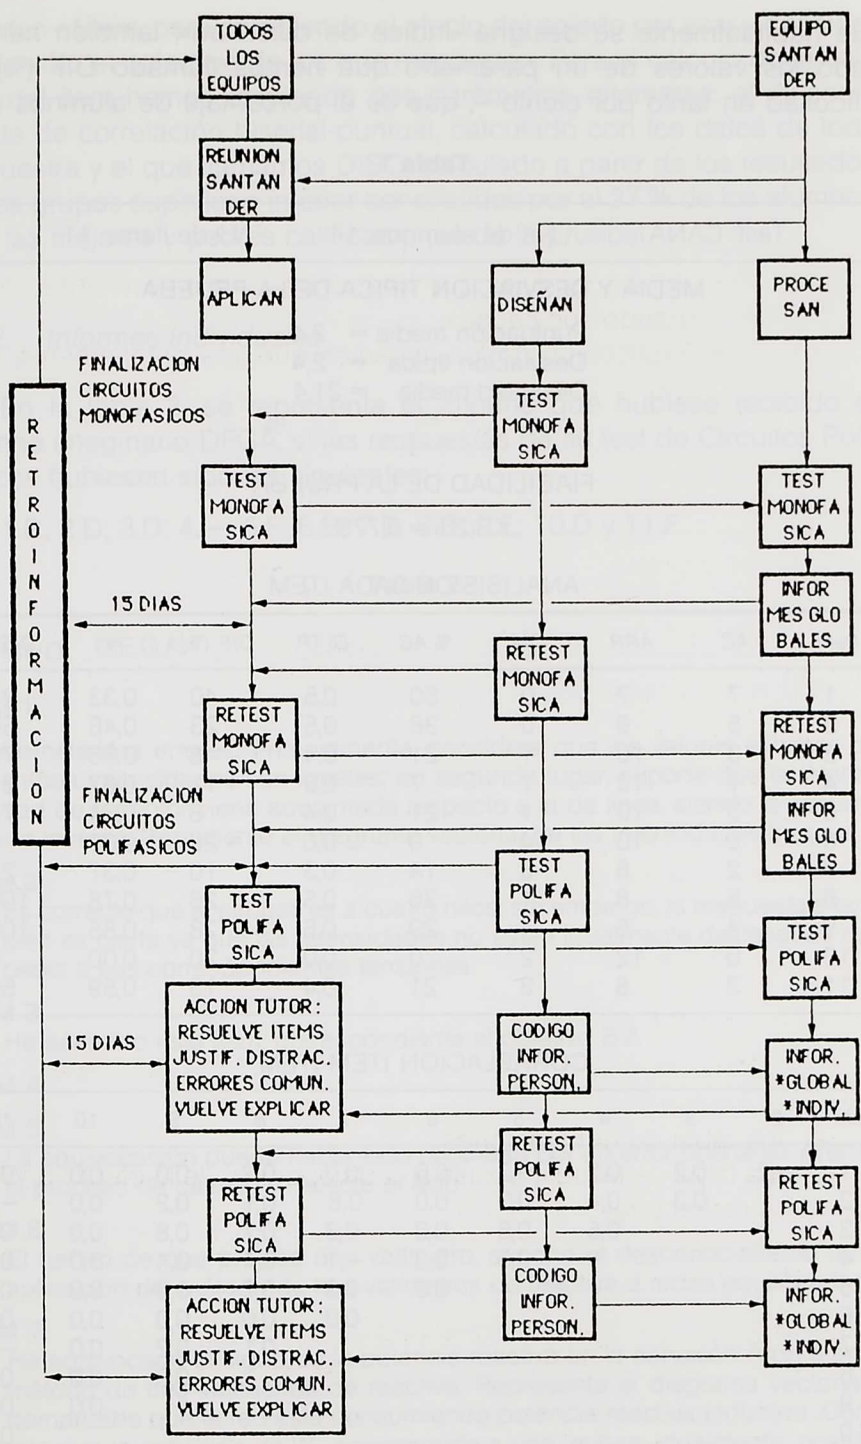 TODOS
LOS
EQUIPOS
EQUIPO
SANTAN
DER
REUNION
SANTAN
DER
APLICAN
DISEÑAN
PROCE
SAN
FINALIZACION
CIRCUITOS
MONOFASICOS
TEST
MONOFA
SICA
RETROINFORMACION
TEST
MONOFA
SICA
TEST
MONOFA
SICA
15 DIAS
INFOR
MES GLO
BALES
RETEST
MONOFA
SICA
RETEST
MONOFA
SICA
RETEST
MONOFA
SICA
INFOR
MES GLO
BALES
FINALIZACION
CIRCUITOS
POLIFASICOS
TEST
POLIFA
SICA
TEST
POLIFA
SICA
TEST
POLIFA
SICA
ACCION TUTOR:
RESUELVE ITEMS
JUSTIF. DISTRAC.
ERRORES COMUN.
VUELVE EXPLICAR
15 DIAS
CODIGO
INFOR.
PERSON.
INFOR.
*GLOBAL
*INDIV.
RETEST
POLIFA
SICA
RETEST
POLIFA
SICA
RETEST
POLIFA
SICA
CODIGO
INFOR.
PERSON.
INFOR.
*GLOBAL
*INDIV.
ACCION TUTOR:
RESUELVE ITEMS
JUSTIF. DISTRAC.
ERRORES COMUN.
VUELVE EXPLICAR